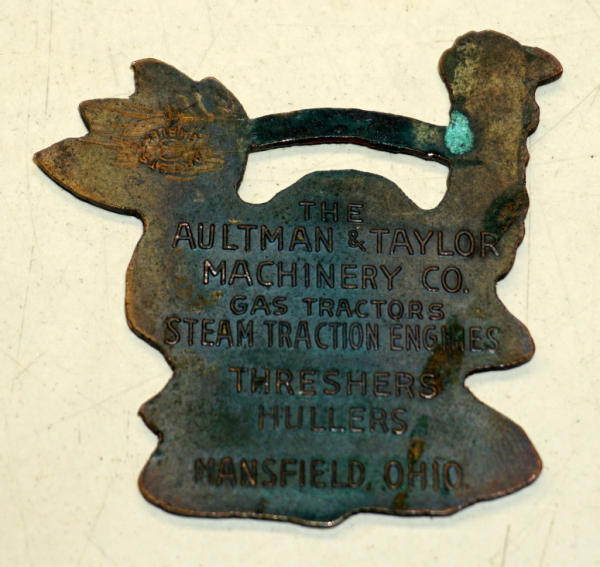 THE
AULTMAN & TAYLOR
MACHINERY CO.
GAS TRACTORS
STEAM TRACTION ENGINES
THRESHERS
HULLERS
MANSFIELD, OHIO.